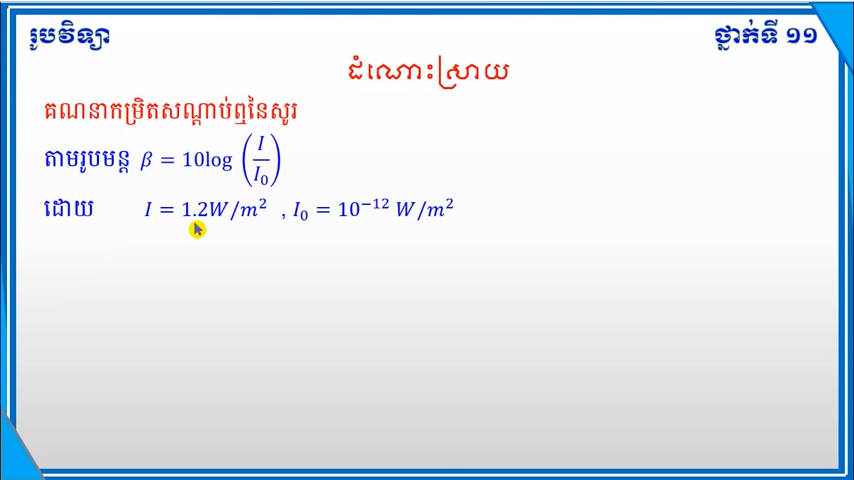 រូបវិទ្យា
ថ្នាក់ទី ១១
ដំណោះស្រាយ
គណនាកម្រិតសណ្តាប់ឮនៃសូរ
តាមរូបមន្ត β = 10log (I/I₀)
ដោយ I = 1.2W/m² , I₀ = 10⁻¹² W/m²